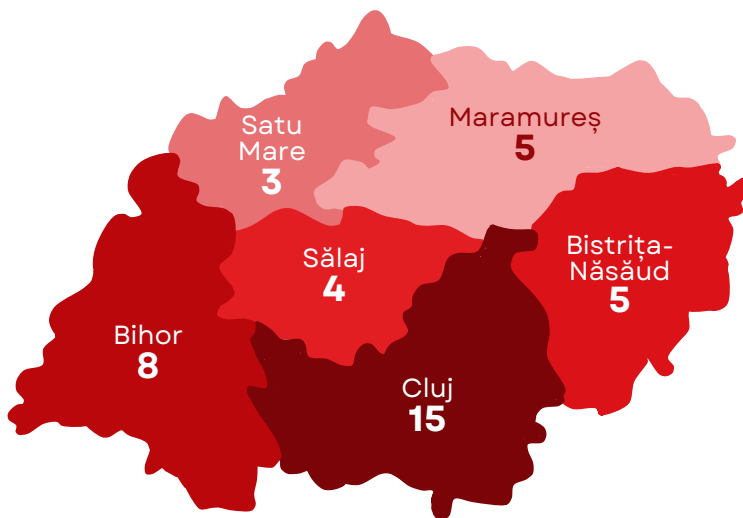 Satu
Mare
3
Maramureș
5
Sălaj
4
Bistrița-
Năsăud
5
Bihor
8
Cluj
15